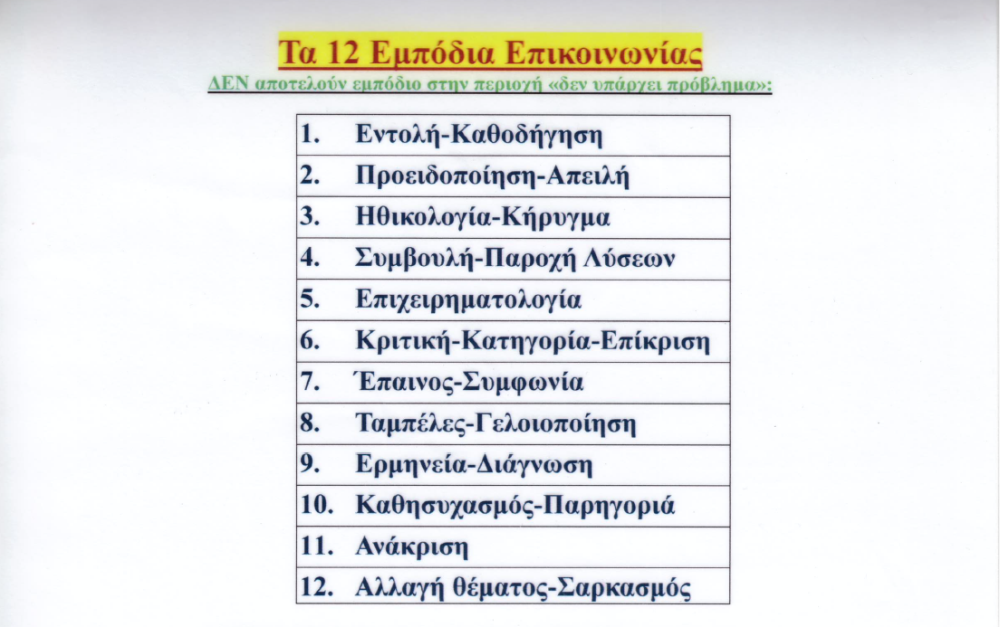 Τα 12 Εμπόδια Επικοινωνίας
ΔΕΝ αποτελούν εμπόδιο στην περιοχή «δεν υπάρχει πρόβλημα»:
1. Εντολή-Καθοδήγηση
2. Προειδοποίηση-Απειλή
3. Ηθικολογία-Κήρυγμα
4. Συμβουλή-Παροχή Λύσεων
5. Επιχειρηματολογία
6. Κριτική-Κατηγορία-Επίκριση
7. Έπαινος-Συμφωνία
8. Ταμπέλες-Γελοιοποίηση
9. Ερμηνεία-Διάγνωση
10. Καθησυχασμός-Παρηγοριά
11. Ανάκριση
12. Αλλαγή θέματος-Σαρκασμός